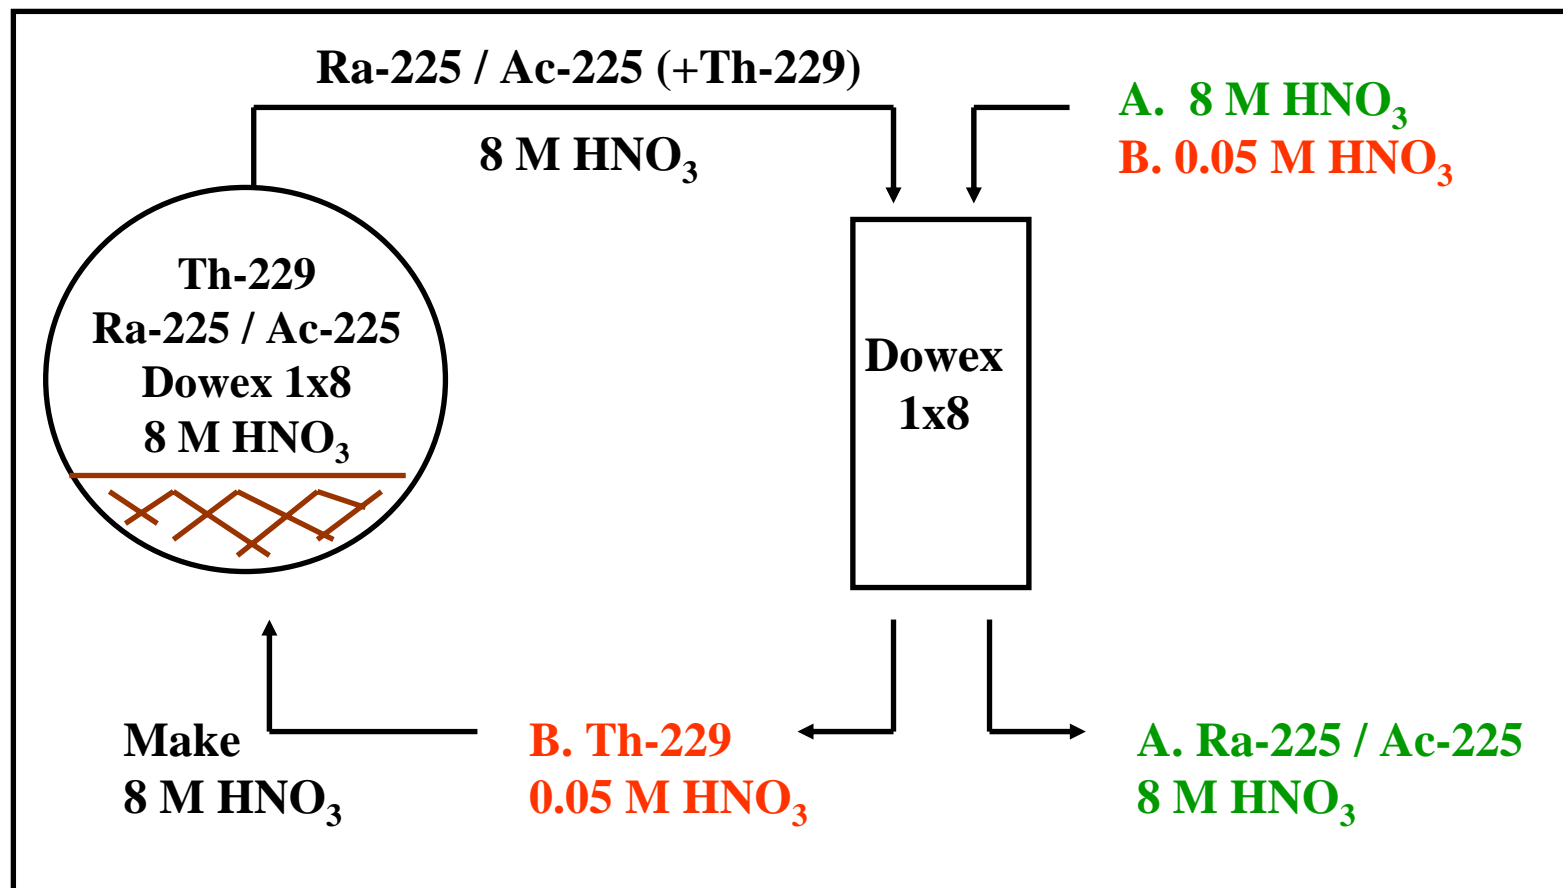 Ra-225 / Ac-225 (+Th-229)
8 M HNO₃
A. 8 M HNO₃
B. 0.05 M HNO₃
Th-229
Ra-225 / Ac-225
Dowex 1x8
8 M HNO₃
Dowex
1x8
Make
8 M HNO₃
B. Th-229
0.05 M HNO₃
A. Ra-225 / Ac-225
8 M HNO₃